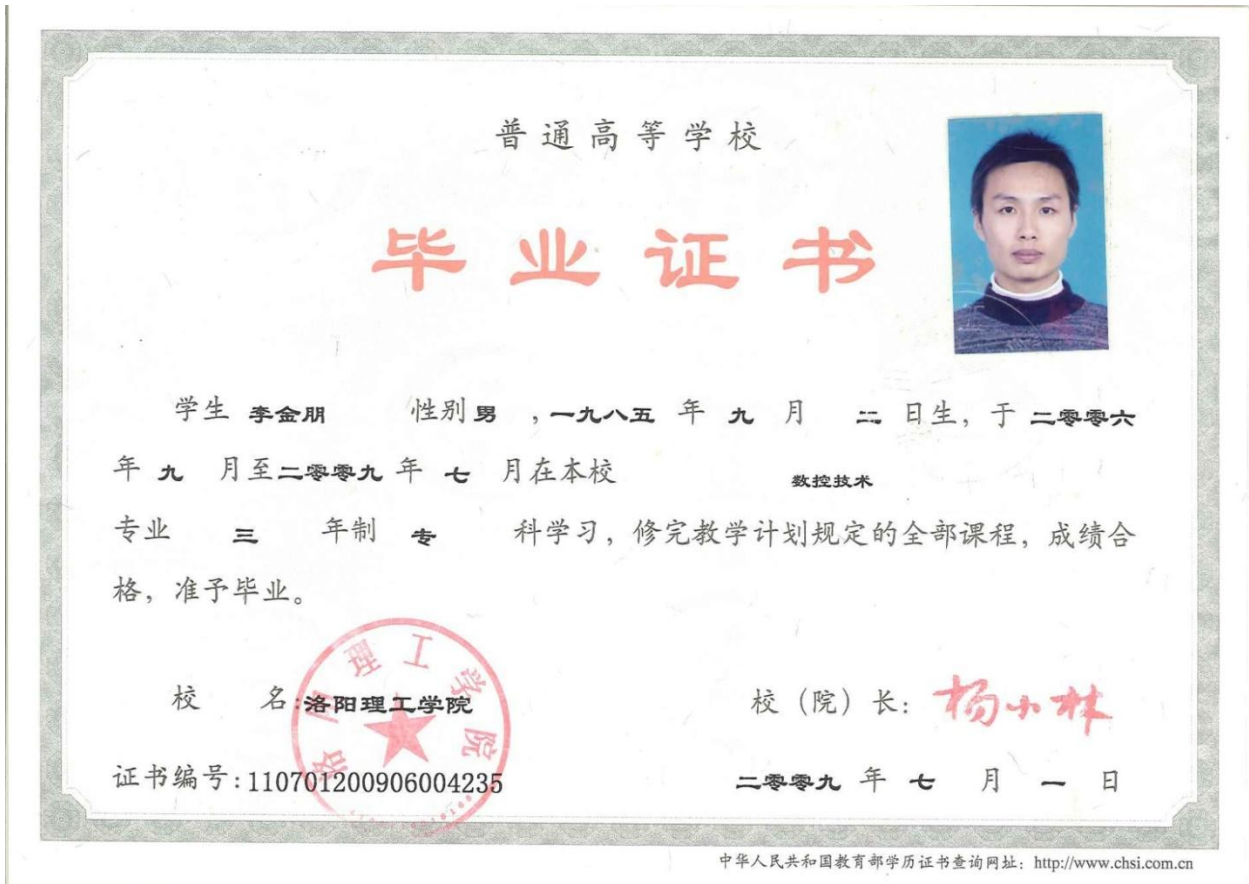 普通高等学校
毕业证书
学生 李金朋 性别 男 ,一九八五 年 九 月 二 日生，于 二零零六
年 九 月至 二零零九 年 七 月在本校 数控技术
专业 三 年制 专 科学习，修完教学计划规定的全部课程，成绩合
格，准予毕业。
洛阳理工学院
校 名:洛阳理工学院 校（院）长: 杨小林
证书编号:110701200906004235 二零零九 年 七 月 一 日
中华人民共和国教育部学历证书查询网址: http://www.chsi.com.cn